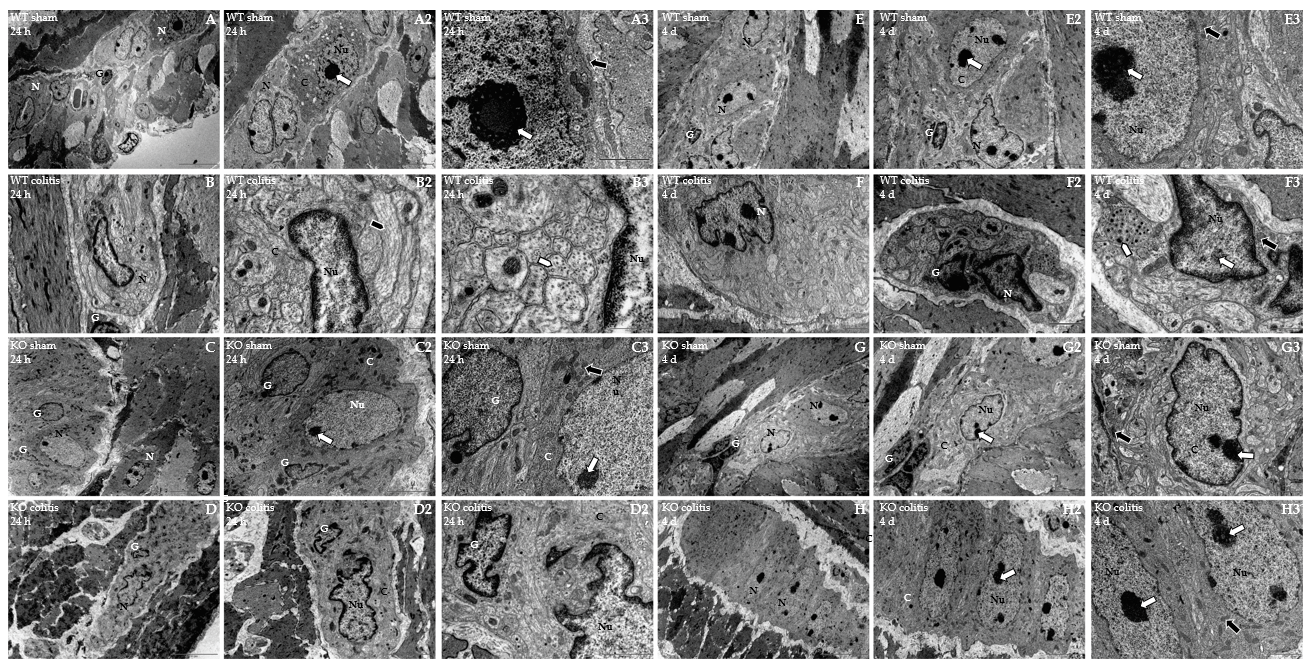 WT sham A
24 h
N
G
N
WT sham A2
24 h
Nu
C
N
WT sham A3
24 h
WT sham E
4 d
N
N
G
WT sham E2
4 d
Nu
C
G
N
WT sham E3
4 d
Nu
WT colitis B
24 h
N
G
WT colitis B2
24 h
C
Nu
WT colitis B3
24 h
Nu
WT colitis F
4 d
N
WT colitis F2
4 d
G
N
WT colitis F3
4 d
Nu
KO sham C
24 h
G
N
G
N
KO sham C2
24 h
C
G
Nu
G
KO sham C3
24 h
N
u
G
C
KO sham G
4 d
N
N
G
KO sham G2
4 d
Nu
C
G
KO sham G3
4 d
Nu
C
KO colitis D
24 h
G
N
KO colitis D2
24 h
G
C
Nu
KO colitis D2
24 h
C
G
Nu
KO colitis H
4 d
C
N
N
KO colitis H2
4 d
C
Nu
KO colitis H3
4 d
Nu
Nu